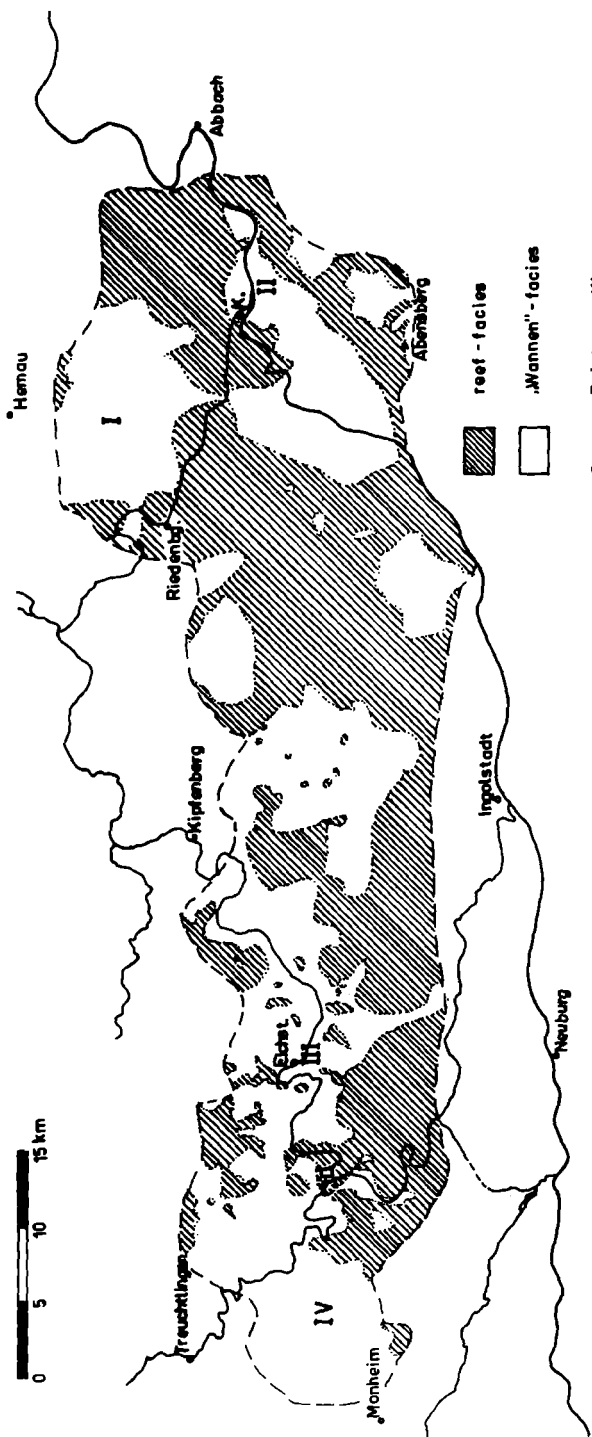 0 5 10 15 km
Hemau
Abbach
Treuchtlingen
Kipfenberg
Riedenbg.
I
K.
II
Eichst.
III
IV
Monheim
Abensberg
Ingolstadt
Neuburg
reef - facies
„Wannen" - facies